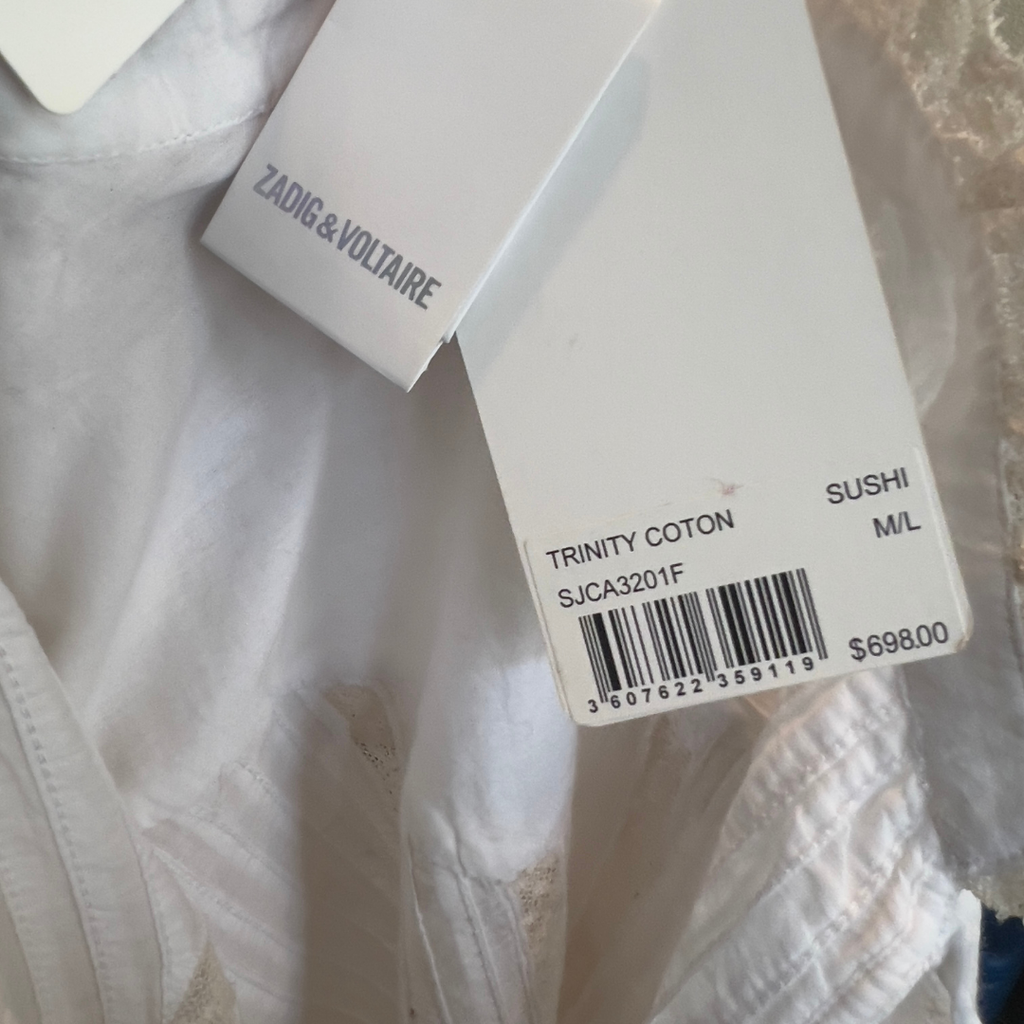 ZADIG & VOLTAIRE
SUSHI
TRINITY COTON
M/L
SJCA3201F
$698.00
3 607622 359119